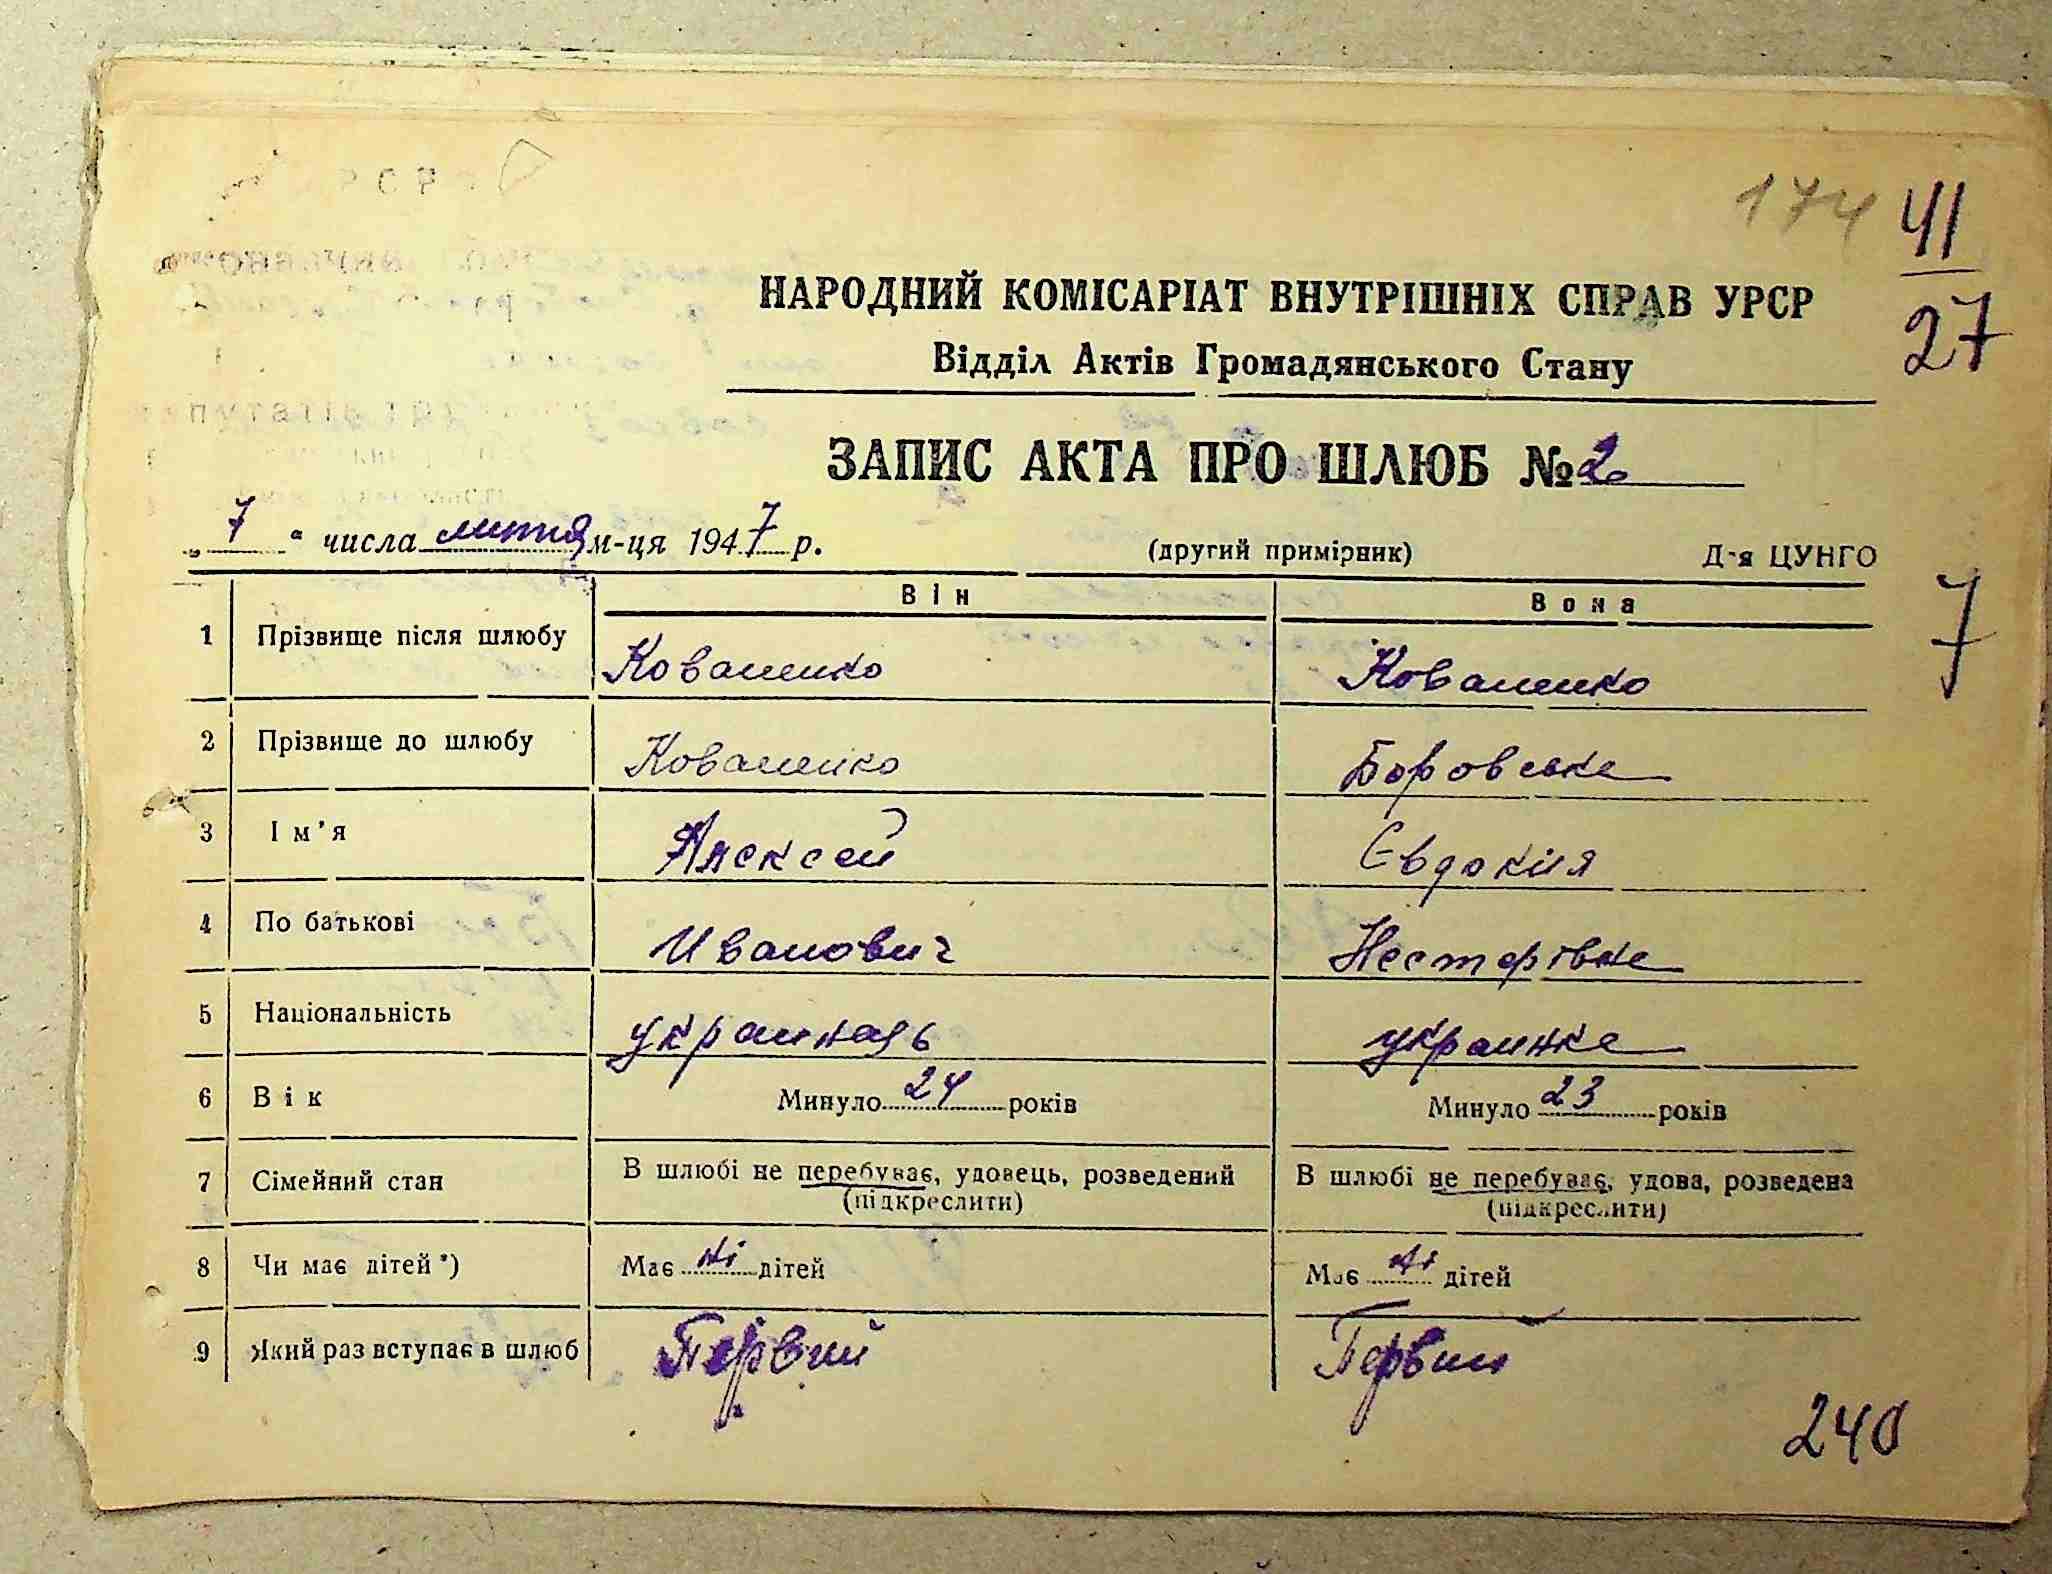 174 41
27
НАРОДНИЙ КОМІСАРІАТ ВНУТРІШНІХ СПРАВ УРСР
Відділ Актів Громадянського Стану
ЗАПИС АКТА ПРО ШЛЮБ № 2
„ 7 “ числа липня м-ця 1947 р. (другий примірник) Д-я ЦУНГО
Він Вона
7
1 Прізвище після шлюбу Коваленко Коваленко
2 Прізвище до шлюбу Коваленко Боровська
3 Ім'я Алексей Євдокія
4 По батькові Иванович Нестерівна
5 Національність украинець украинка
6 Вік Минуло 24 років Минуло 23 років
7 Сімейний стан В шлюбі не перебуває, удовець, розведений В шлюбі не перебуває, удова, розведена
(підкреслити) (підкреслити)
8 Чи має дітей *) Має ні дітей Має ні дітей
9 Який раз вступає в шлюб Первий Первий
240